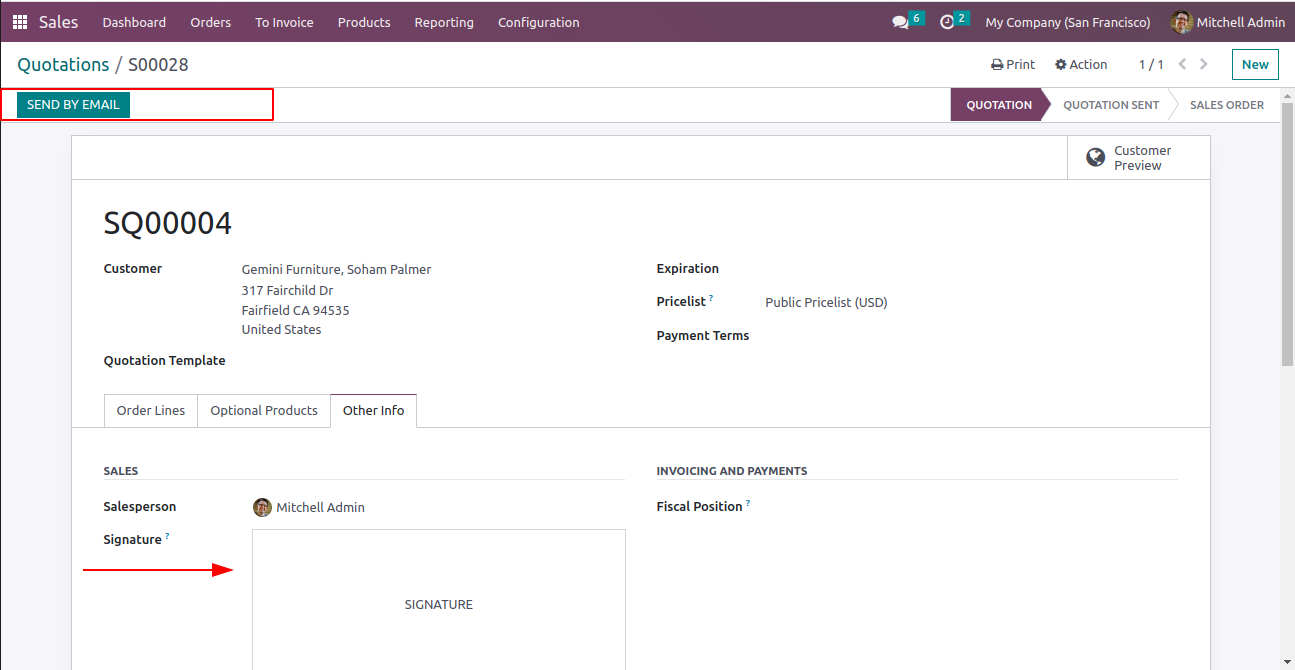 Sales Dashboard Orders To Invoice Products Reporting Configuration 6 2 My Company (San Francisco) Mitchell Admin
Quotations / S00028 Print Action 1 / 1 New
SEND BY EMAIL QUOTATION QUOTATION SENT SALES ORDER
Customer
Preview
SQ00004
Customer Gemini Furniture, Soham Palmer
317 Fairchild Dr
Fairfield CA 94535
United States
Quotation Template
Expiration
Pricelist ? Public Pricelist (USD)
Payment Terms
Order Lines Optional Products Other Info
SALES
Salesperson Mitchell Admin
Signature ?
SIGNATURE
INVOICING AND PAYMENTS
Fiscal Position ?